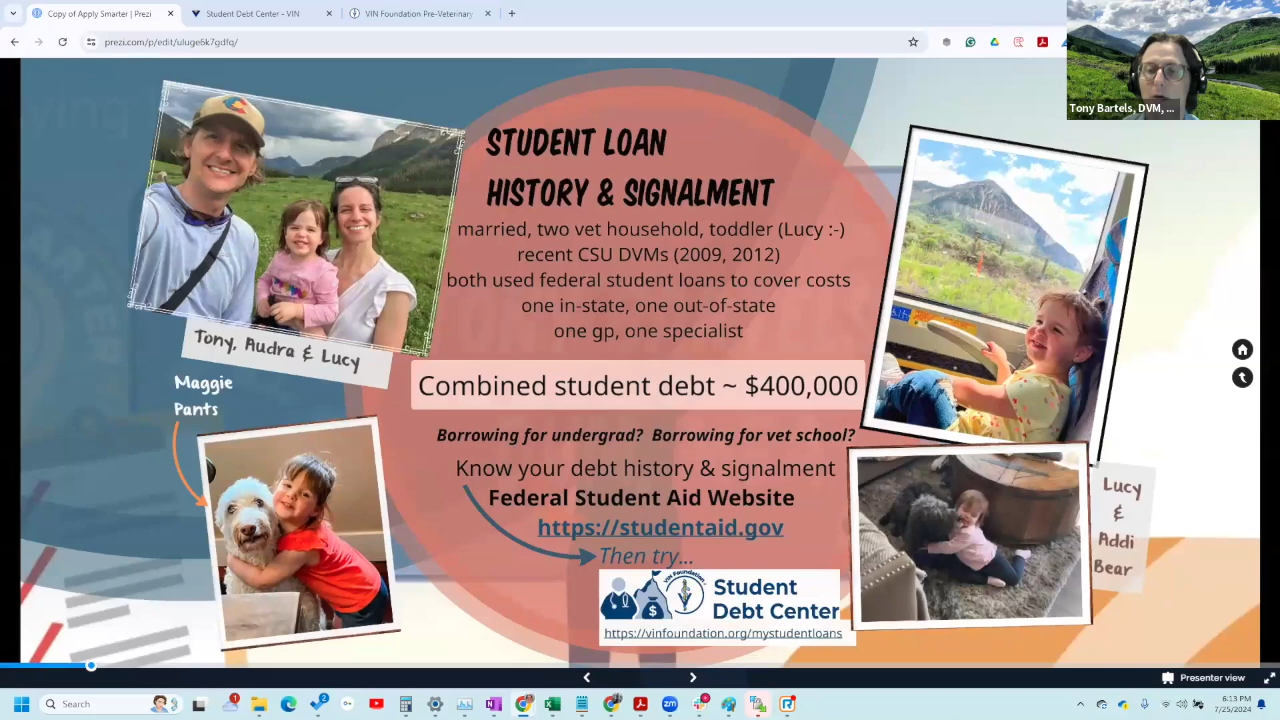 Copy of Apply Smarter | Prezi
Student Debt Center - VIN
VIN Foundation Pre-Veterinary
prezi.com/p/edit/uluge6k7gdfq/
Tony Bartels, DVM, ...
STUDENT LOAN
HISTORY & SIGNALMENT
married, two vet household, toddler (Lucy :-)
recent CSU DVMs (2009, 2012)
both used federal student loans to cover costs
one in-state, one out-of-state
one gp, one specialist
Tony, Audra & Lucy
Maggie
Pants
Combined student debt ~ $400,000
Borrowing for undergrad? Borrowing for vet school?
Know your debt history & signalment
Federal Student Aid Website
https://studentaid.gov
Then try...
VIN Foundation
Student
Debt Center
https://vinfoundation.org/mystudentloans
Lucy
&
Addi
Bear
Presenter view
Search
6:13 PM
7/25/2024